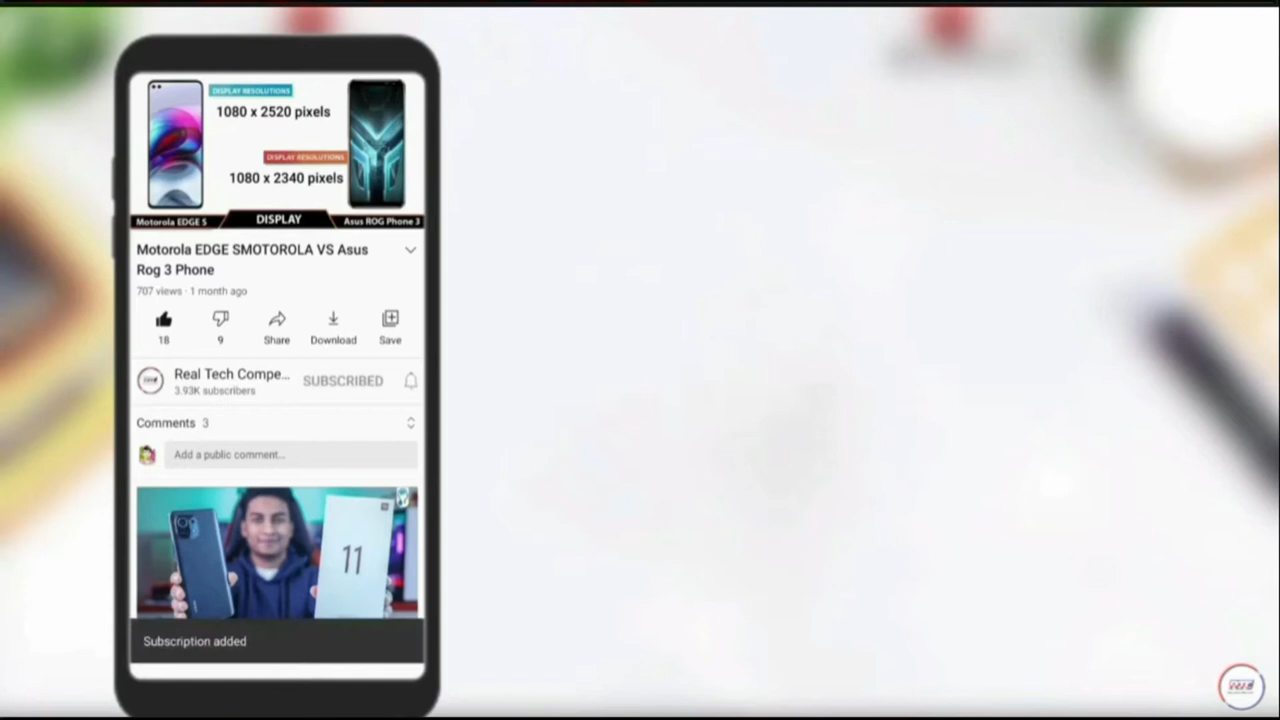 DISPLAY RESOLUTIONS
1080 x 2520 pixels
DISPLAY RESOLUTIONS
1080 x 2340 pixels
Motorola EDGE S
DISPLAY
Asus ROG Phone 3
Motorola EDGE SMOTOROLA VS Asus
Rog 3 Phone
707 views · 1 month ago
18
9
Share
Download
Save
Real Tech Compe...
SUBSCRIBED
3.93K subscribers
Comments 3
Add a public comment...
11
Subscription added